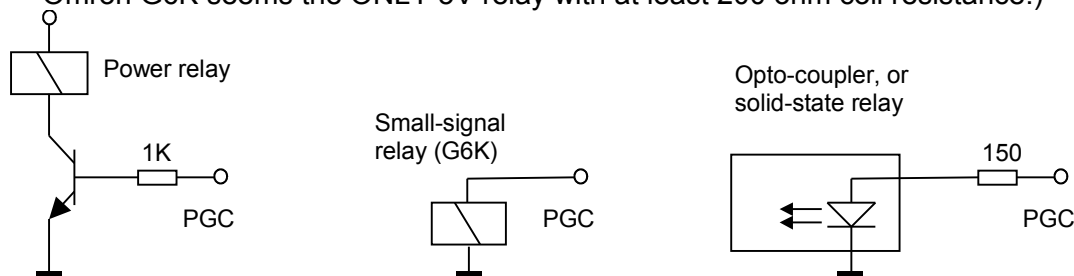 Omron G6K seems the ONLY 5V relay with at least 200 ohm coil resistance.)
Power relay
1K
PGC
Small-signal
relay (G6K)
PGC
Opto-coupler, or
solid-state relay
150
PGC